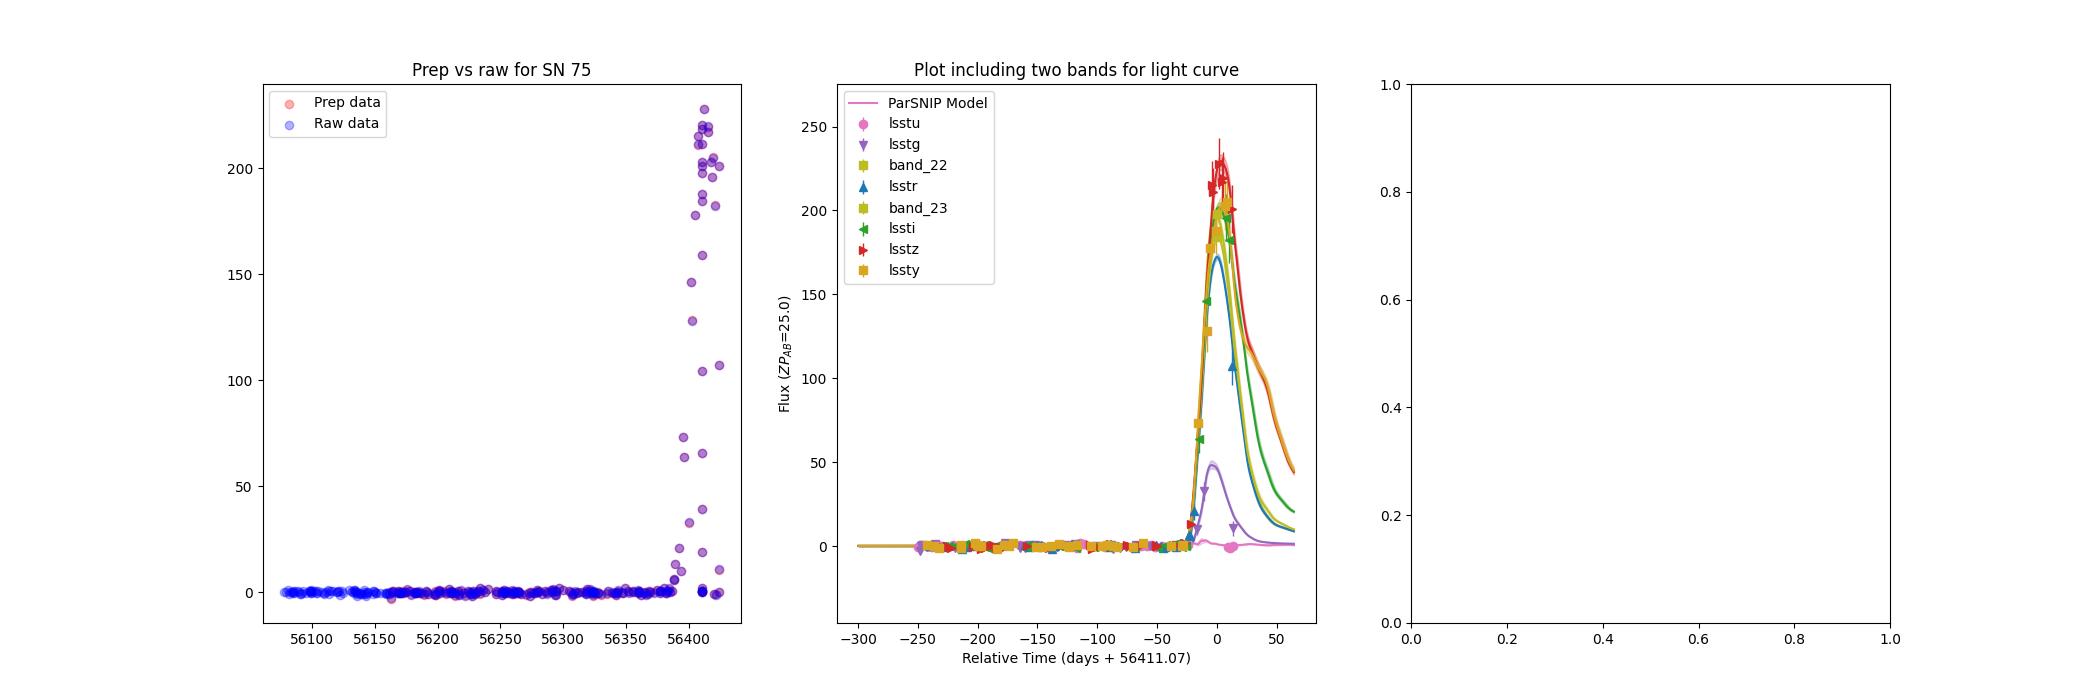 Prep vs raw for SN 75
Prep data
Raw data
0
50
100
150
200
56100 56150 56200 56250 56300 56350 56400
Plot including two bands for light curve
ParSNIP Model
lsstu
lsstg
band_22
lsstr
band_23
lssti
lsstz
lssty
Flux (ZP_AB=25.0)
0
50
100
150
200
250
−300 −250 −200 −150 −100 −50 0 50
Relative Time (days + 56411.07)
1.0
0.8
0.6
0.4
0.2
0.0
0.0 0.2 0.4 0.6 0.8 1.0